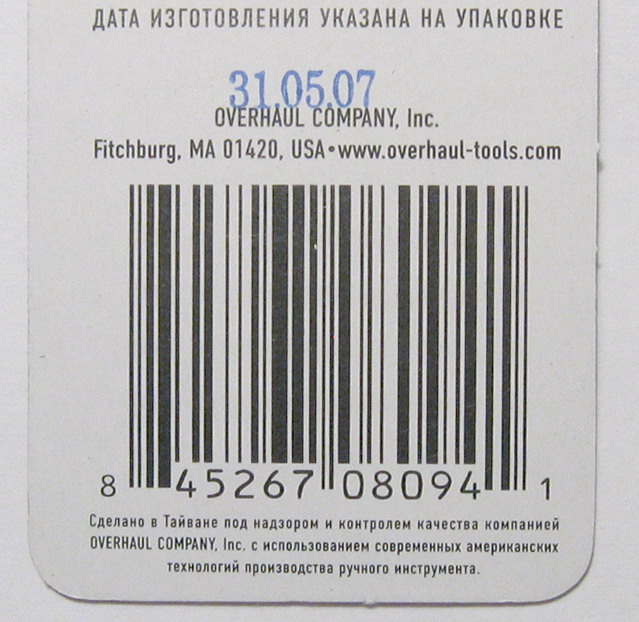 ДАТА ИЗГОТОВЛЕНИЯ УКАЗАНА НА УПАКОВКЕ
31.05.07
OVERHAUL COMPANY, Inc.
Fitchburg, MA 01420, USA•www.overhaul-tools.com
8 45267 08094 1
Сделано в Тайване под надзором и контролем качества компанией
OVERHAUL COMPANY, Inc. с использованием современных американских
технологий производства ручного инструмента.